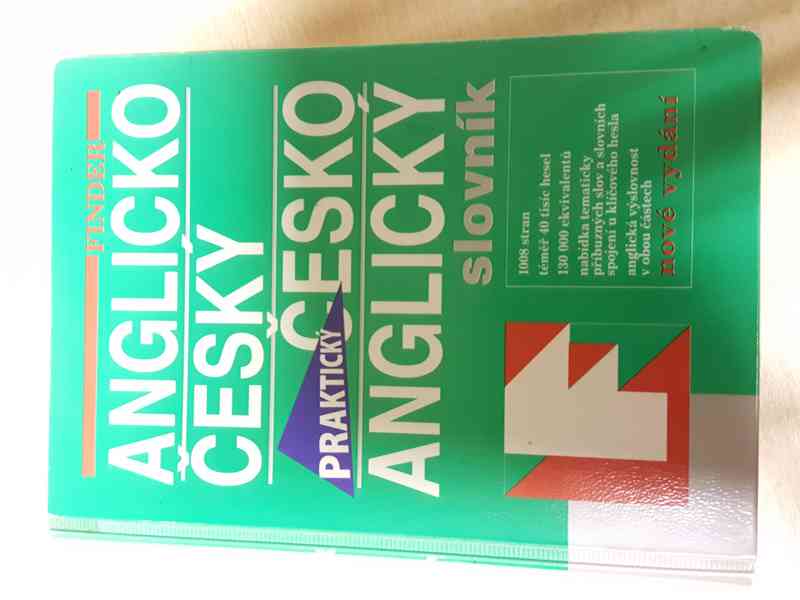 FINDER
ANGLICKO
ČESKÝ
ČESKO
PRAKTICKÝ
ANGLICKÝ
slovník
1008 stran
téměř 40 tisíc hesel
130 000 ekvivalentů
nabídka tematicky
příbuzných slov a slovních
spojení u klíčového hesla
anglická výslovnost
v obou částech
nové vydání